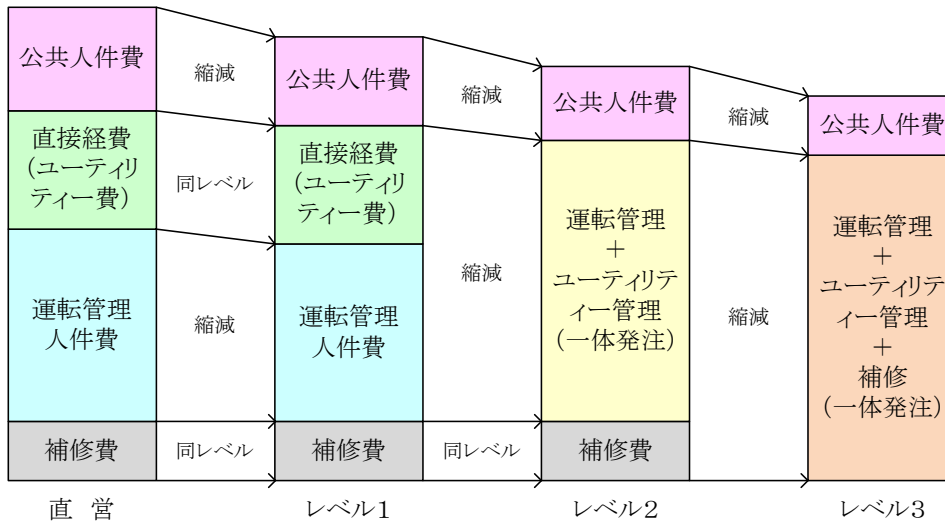 公共人件費
直接経費
(ユーティリ
ティー費)
運転管理
人件費
補修費
直 営
縮減
同レベル
縮減
同レベル
公共人件費
直接経費
(ユーティリ
ティー費)
運転管理
人件費
補修費
レベル1
縮減
縮減
同レベル
公共人件費
運転管理
+
ユーティリティ
ー管理
(一体発注)
補修費
レベル2
縮減
縮減
公共人件費
運転管理
+
ユーティリテ
ィー管理
+
補修
(一体発注)
レベル3